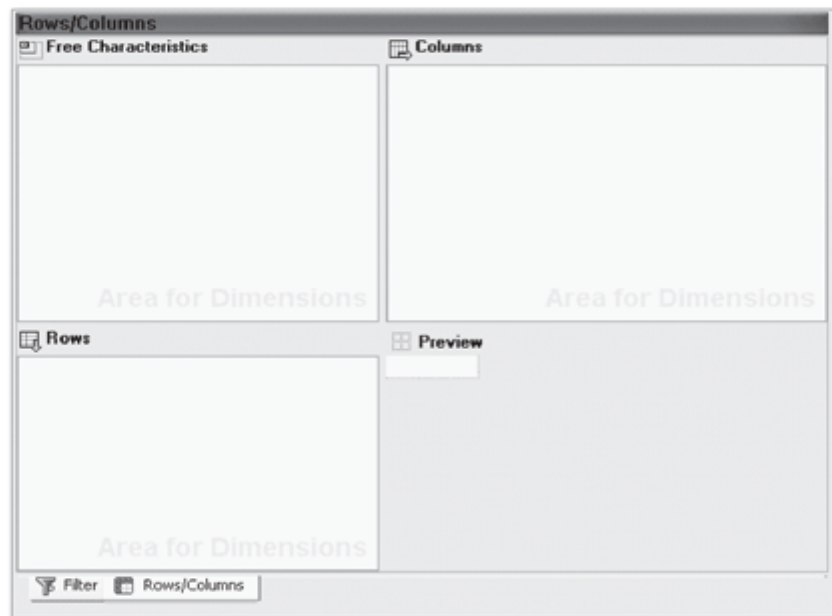 Rows/Columns
Free Characteristics
Columns
Area for Dimensions
Area for Dimensions
Rows
Preview
Area for Dimensions
Filter
Rows/Columns